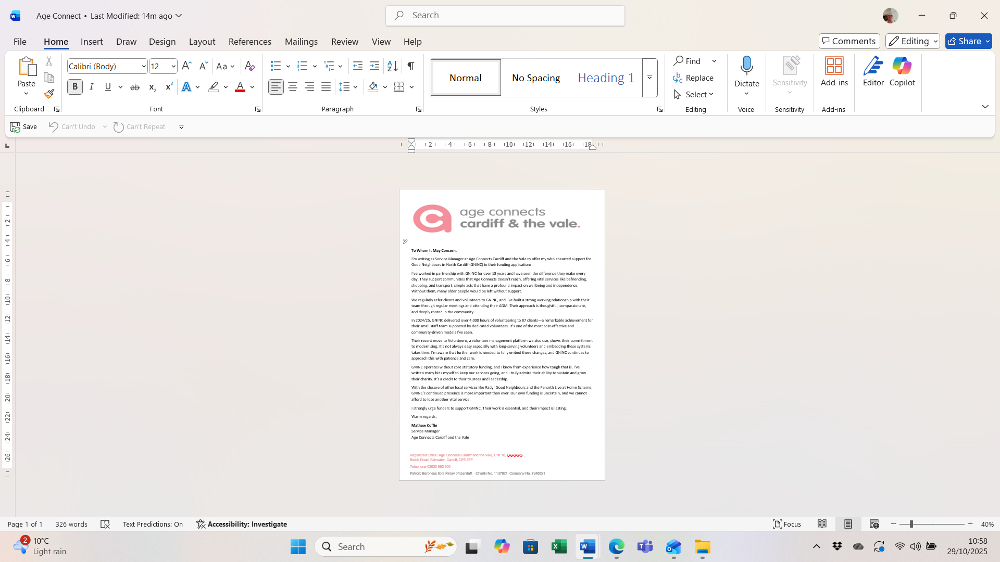 Age Connect • Last Modified: 14m ago
Search
File Home Insert Draw Design Layout References Mailings Review View Help
Comments Editing Share
Paste
Clipboard
Calibri (Body) 12
Font
Paragraph
Normal No Spacing Heading 1
Styles
Find
Replace
Select
Editing
Dictate
Voice
Sensitivity
Sensitivity
Add-ins
Add-ins
Editor Copilot
Save Can't Undo Can't Repeat
2 4 6 8 10 12 14 16 18
age connects
cardiff & the vale.
To Whom It May Concern,
I'm writing as Service Manager at Age Connects Cardiff and the Vale to offer my wholehearted support for
Good Neighbours in North Cardiff (GNINC) in their funding applications.
I've worked in partnership with GNINC for over 18 years and have seen the difference they make every
day. They support communities that Age Connects doesn't reach, offering vital services like befriending,
shopping, and transport, simple acts that have a profound impact on wellbeing and independence.
Without them, many older people would be left without support.
We regularly refer clients and volunteers to GNINC, and I've built a strong working relationship with their
team through regular meetings and attending their AGM. Their approach is thoughtful, compassionate,
and deeply rooted in the community.
In 2024/25, GNINC delivered over 4,000 hours of volunteering to 87 clients—a remarkable achievement for
their small staff team supported by dedicated volunteers. It's one of the most cost-effective and
community-driven models I've seen.
Their recent move to Volunteero, a volunteer management platform we also use, shows their commitment
to modernising. It's not always easy especially with long-serving volunteers and embedding these systems
takes time. I'm aware that further work is needed to fully embed these changes, and GNINC continues to
approach this with patience and care.
GNINC operates without core statutory funding, and I know from experience how tough that is. I've
written many bids myself to keep our services going, and I truly admire their ability to sustain and grow
their charity. It's a credit to their trustees and leadership.
With the closure of other local services like Radyr Good Neighbours and the Penarth Live at Home Scheme,
GNINC's continued presence is more important than ever. Our own funding is uncertain, and we cannot
afford to lose another vital service.
I strongly urge funders to support GNINC. Their work is essential, and their impact is lasting.
Warm regards,
Mathew Coffin
Service Manager
Age Connects Cardiff and the Vale
Registered Office: Age Connects Cardiff and the Vale, Unit 10,
Bwlch Road, Fairwater, Cardiff, CF5 3EF.
Telephone 02920 683 600
Patron: Baroness Ilora Finlay of Llandaff Charity No. 1137821. Company No. 7345521
2 4 6 8 10 12 14 16 18 20 22 24 26
Page 1 of 1 326 words Text Predictions: On Accessibility: Investigate Focus 40%
2 10°C
Light rain
Search
10:58
29/10/2025